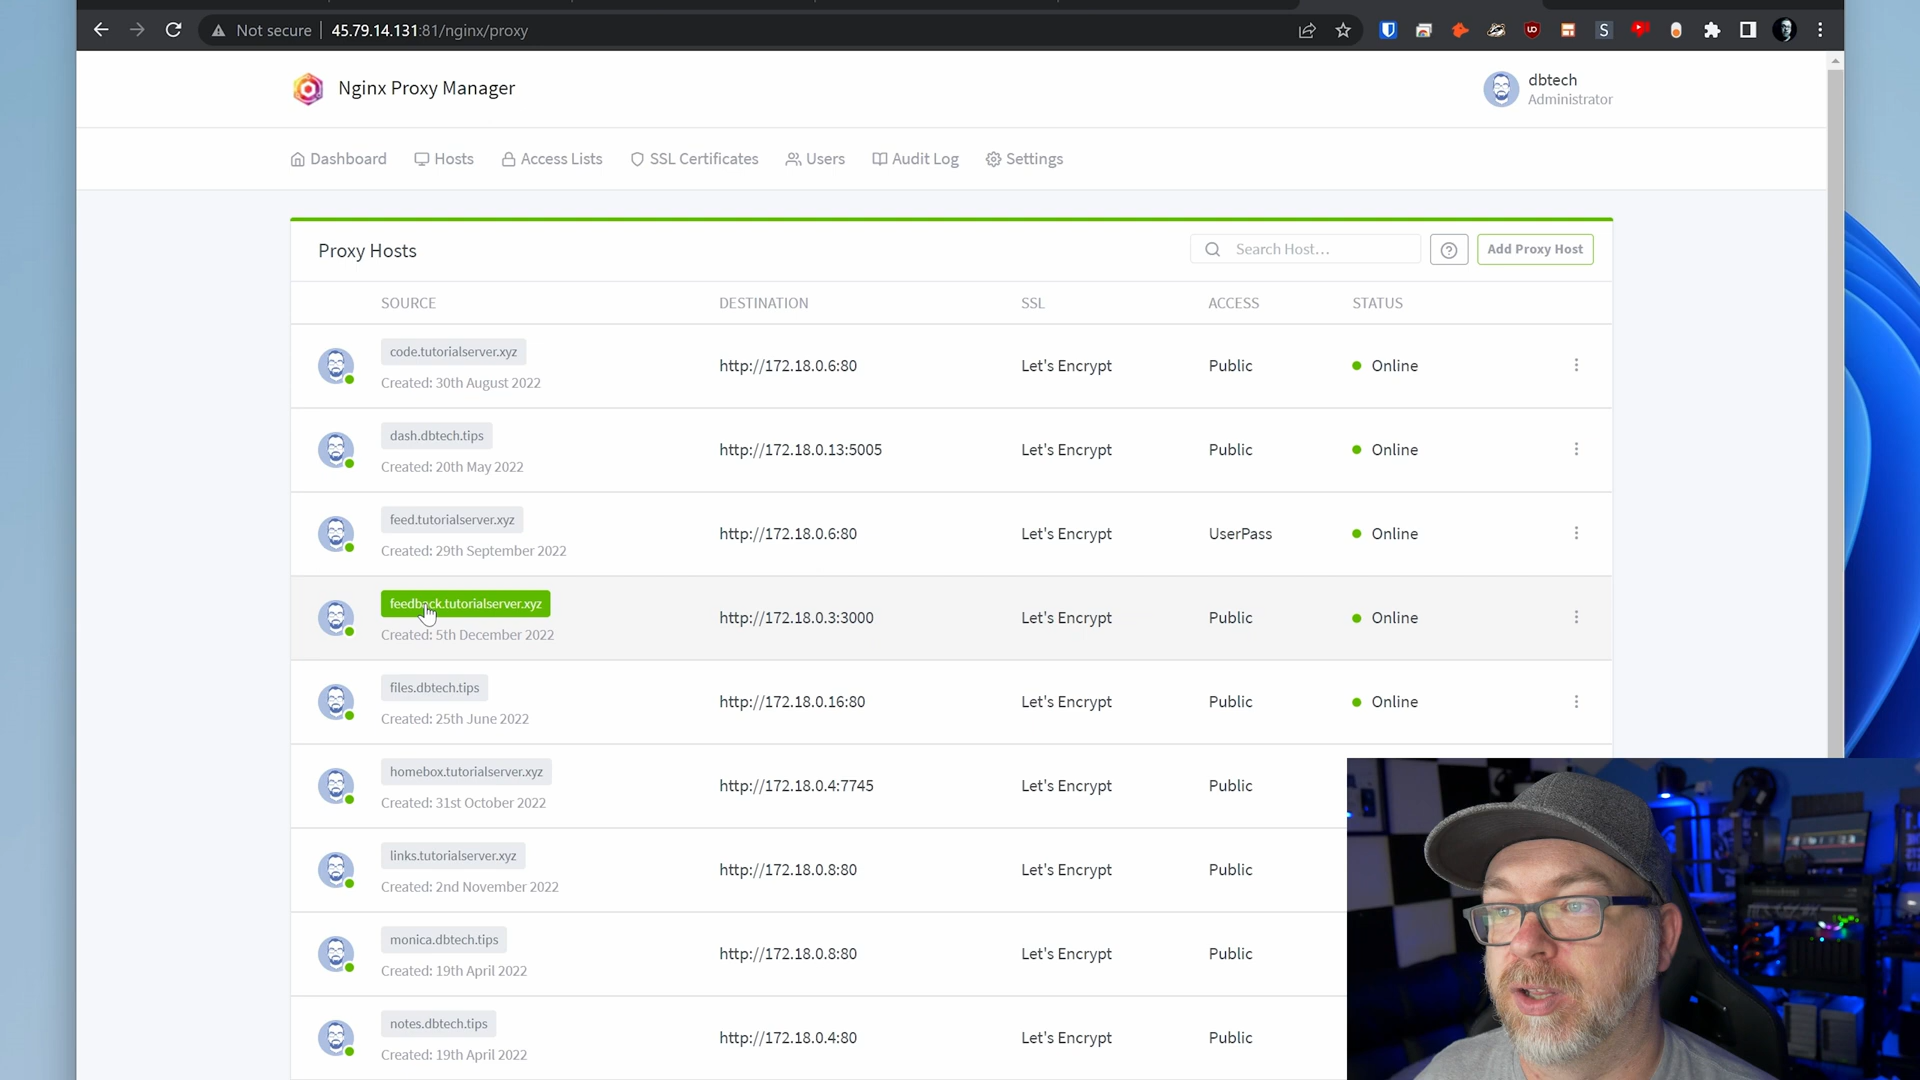 Not secure | 45.79.14.131:81/nginx/proxy
Nginx Proxy Manager
dbtech
Administrator
Dashboard Hosts Access Lists SSL Certificates Users Audit Log Settings
Proxy Hosts
Search Host...
Add Proxy Host
SOURCE DESTINATION SSL ACCESS STATUS
code.tutorialserver.xyz
Created: 30th August 2022
http://172.18.0.6:80 Let's Encrypt Public Online
dash.dbtech.tips
Created: 20th May 2022
http://172.18.0.13:5005 Let's Encrypt Public Online
feed.tutorialserver.xyz
Created: 29th September 2022
http://172.18.0.6:80 Let's Encrypt UserPass Online
feedback.tutorialserver.xyz
Created: 5th December 2022
http://172.18.0.3:3000 Let's Encrypt Public Online
files.dbtech.tips
Created: 25th June 2022
http://172.18.0.16:80 Let's Encrypt Public Online
homebox.tutorialserver.xyz
Created: 31st October 2022
http://172.18.0.4:7745 Let's Encrypt Public
links.tutorialserver.xyz
Created: 2nd November 2022
http://172.18.0.8:80 Let's Encrypt Public
monica.dbtech.tips
Created: 19th April 2022
http://172.18.0.8:80 Let's Encrypt Public
notes.dbtech.tips
Created: 19th April 2022
http://172.18.0.4:80 Let's Encrypt Public